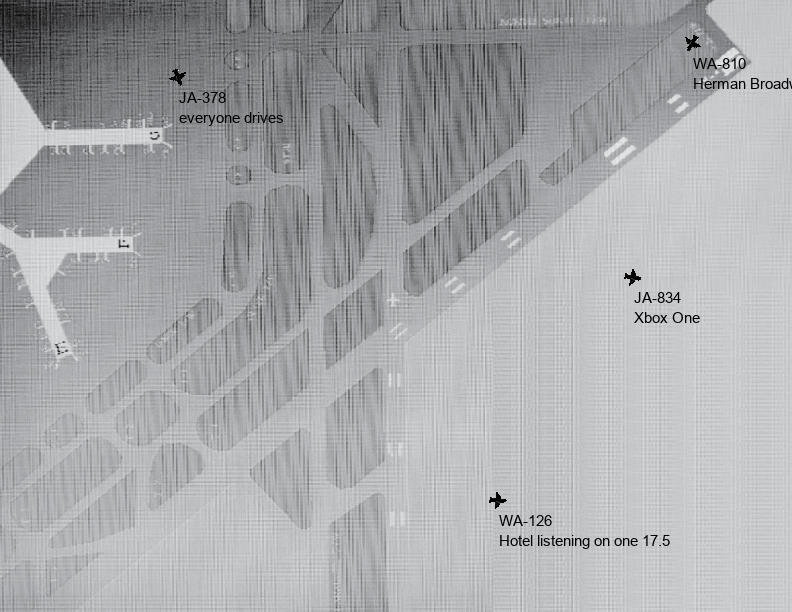 WA-810
Herman Broadw
JA-378
everyone drives
JA-834
Xbox One
WA-126
Hotel listening on one 17.5